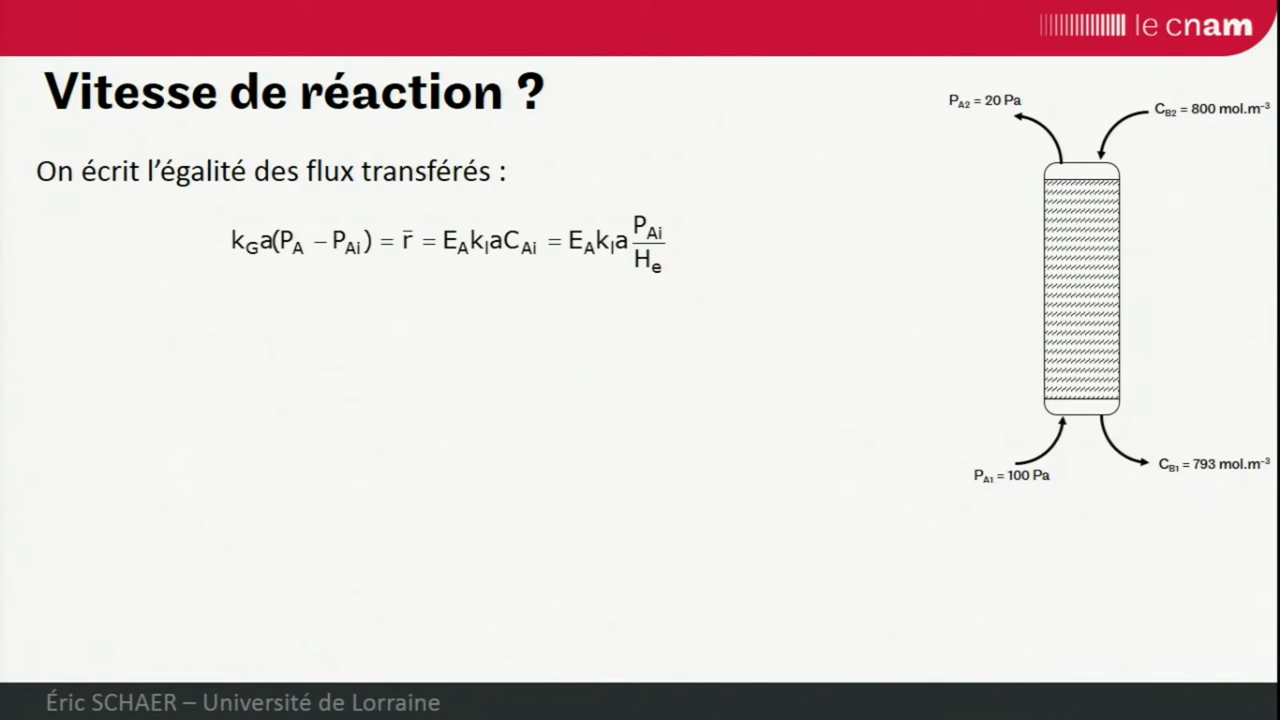 le cnam
Vitesse de réaction ?
On écrit l’égalité des flux transférés :
k_G a(P_A − P_Ai) = r̄ = E_A k_l a C_Ai = E_A k_l a P_Ai / H_e
P_A2 = 20 Pa
C_B2 = 800 mol.m⁻³
P_A1 = 100 Pa
C_B1 = 793 mol.m⁻³
Éric SCHAER – Université de Lorraine